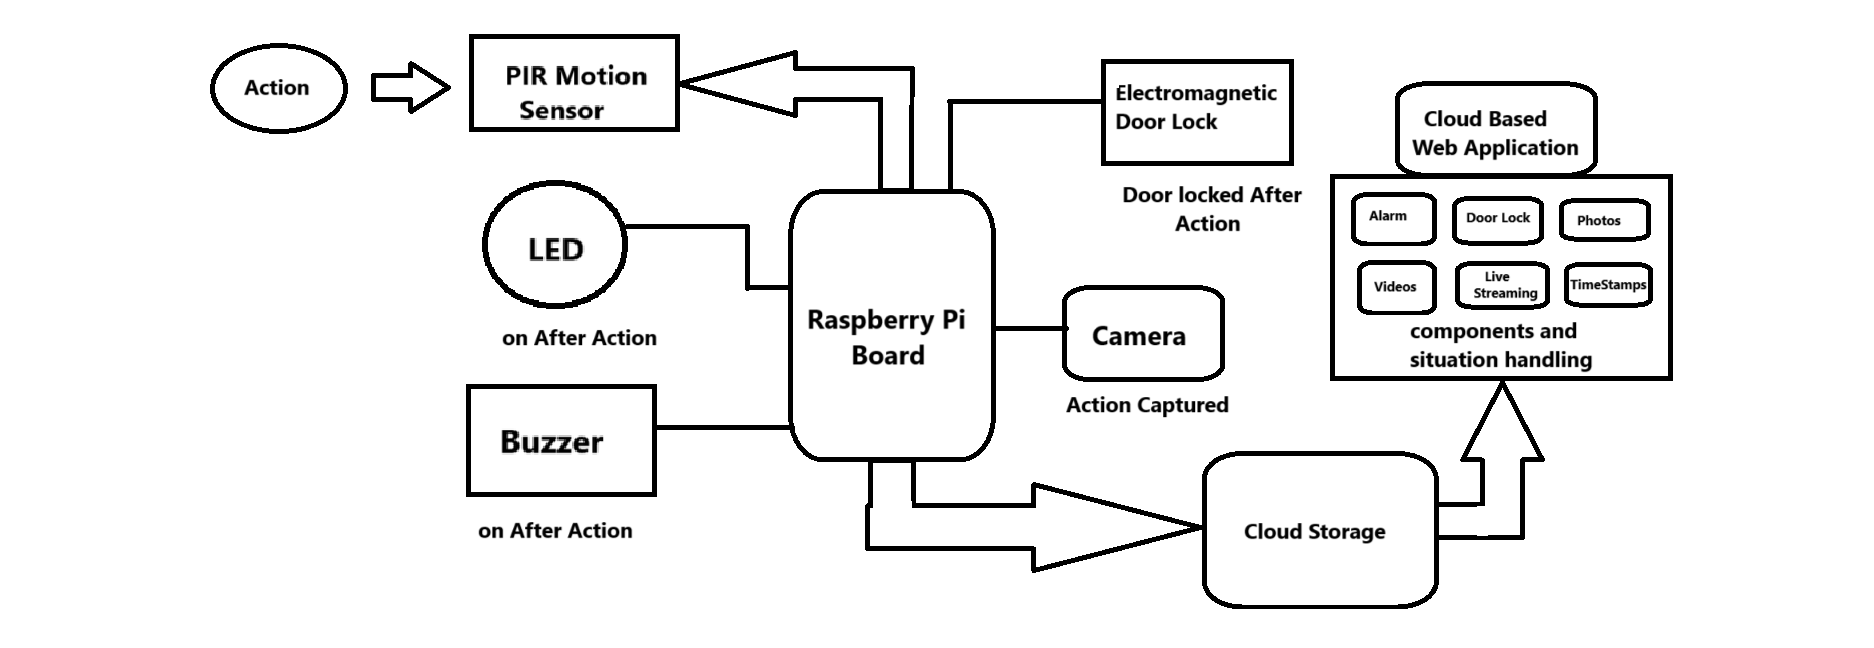 Action
PIR Motion
Sensor
Electromagnetic
Door Lock
Door locked After
Action
Cloud Based
Web Application
Alarm
Door Lock
Photos
Videos
Live
Streaming
TimeStamps
components and
situation handling
LED
on After Action
Raspberry Pi
Board
Camera
Action Captured
Buzzer
on After Action
Cloud Storage